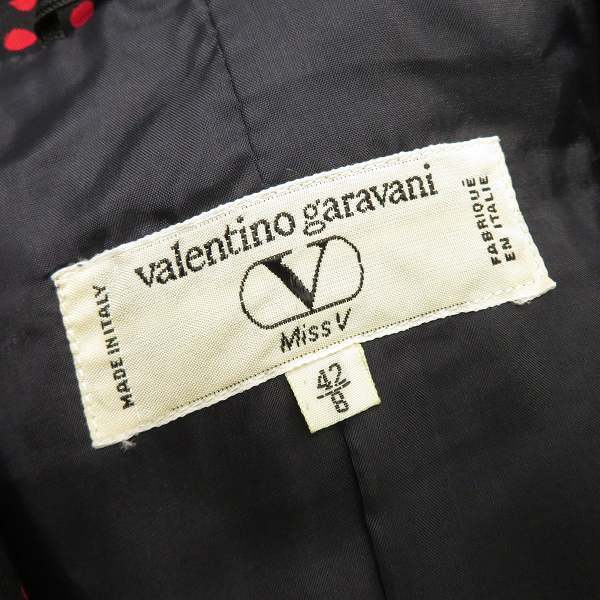 valentino garavani
V
Miss V
MADE IN ITALY
FABRIQUÉ
EN ITALIE
42
8